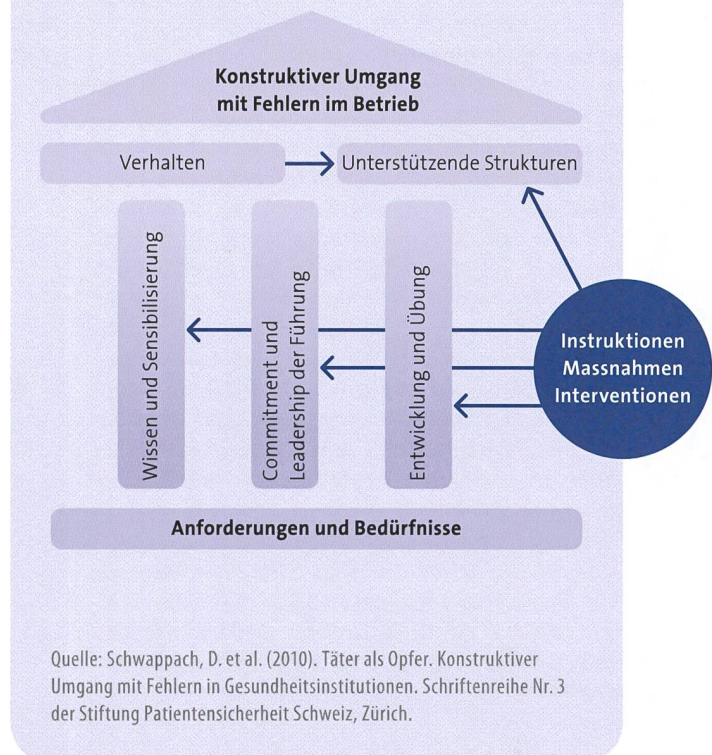 Konstruktiver Umgang
mit Fehlern im Betrieb
Verhalten
Unterstützende Strukturen
Wissen und Sensibilisierung
Commitment und
Leadership der Führung
Entwicklung und Übung
Instruktionen
Massnahmen
Interventionen
Anforderungen und Bedürfnisse
Quelle: Schwappach, D. et al. (2010). Täter als Opfer. Konstruktiver
Umgang mit Fehlern in Gesundheitsinstitutionen. Schriftenreihe Nr. 3
der Stiftung Patientensicherheit Schweiz, Zürich.